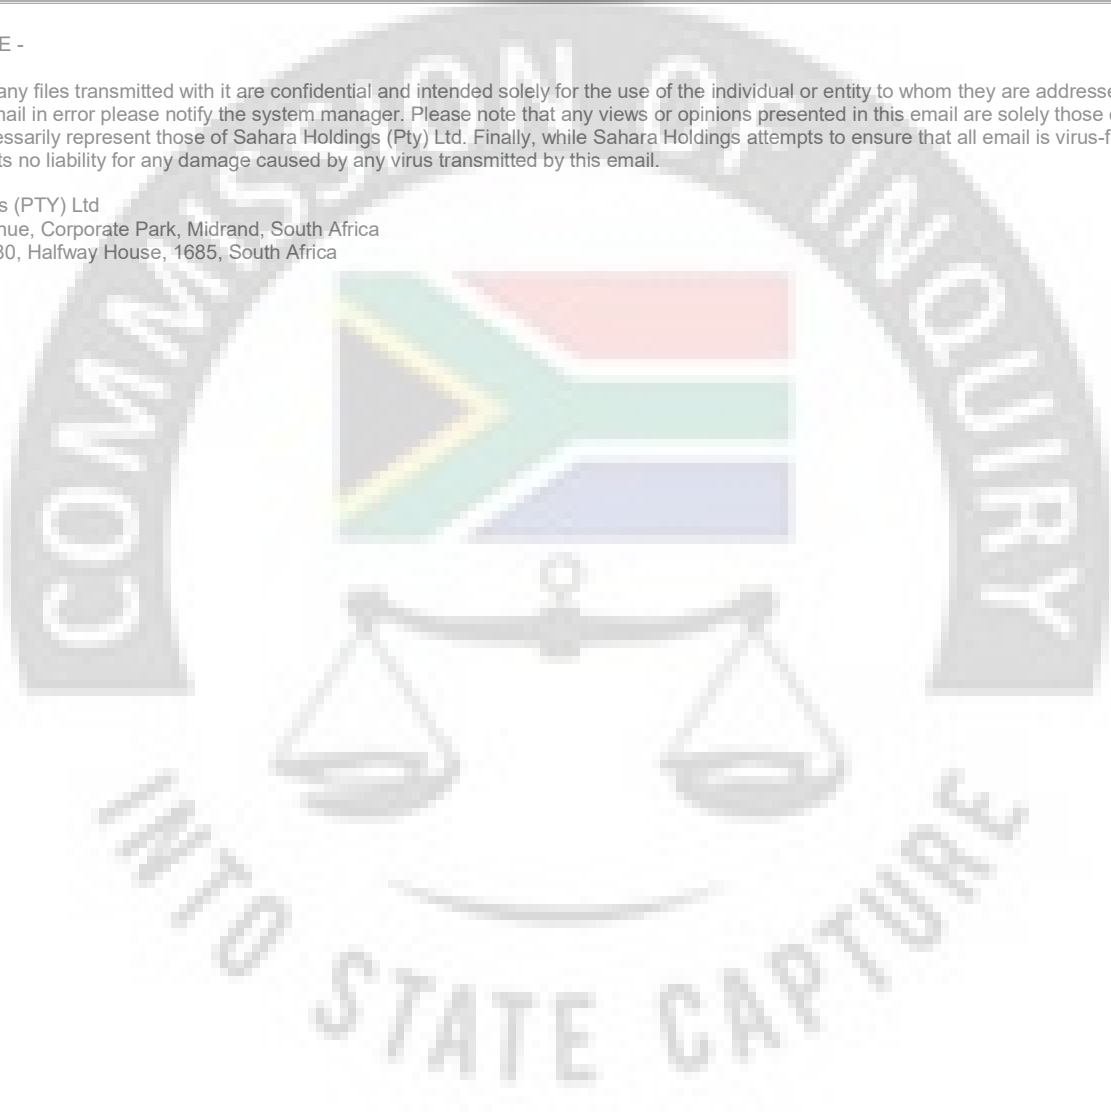 E -
any files transmitted with it are confidential and intended solely for the use of the individual or entity to whom they are addresse
mail in error please notify the system manager. Please note that any views or opinions presented in this email are solely those
essarily represent those of Sahara Holdings (Pty) Ltd. Finally, while Sahara Holdings attempts to ensure that all email is virus-f
ts no liability for any damage caused by any virus transmitted by this email.
s (PTY) Ltd
nue, Corporate Park, Midrand, South Africa
30, Halfway House, 1685, South Africa
COMMISSION OF INQUIRY
INTO STATE CAPTURE